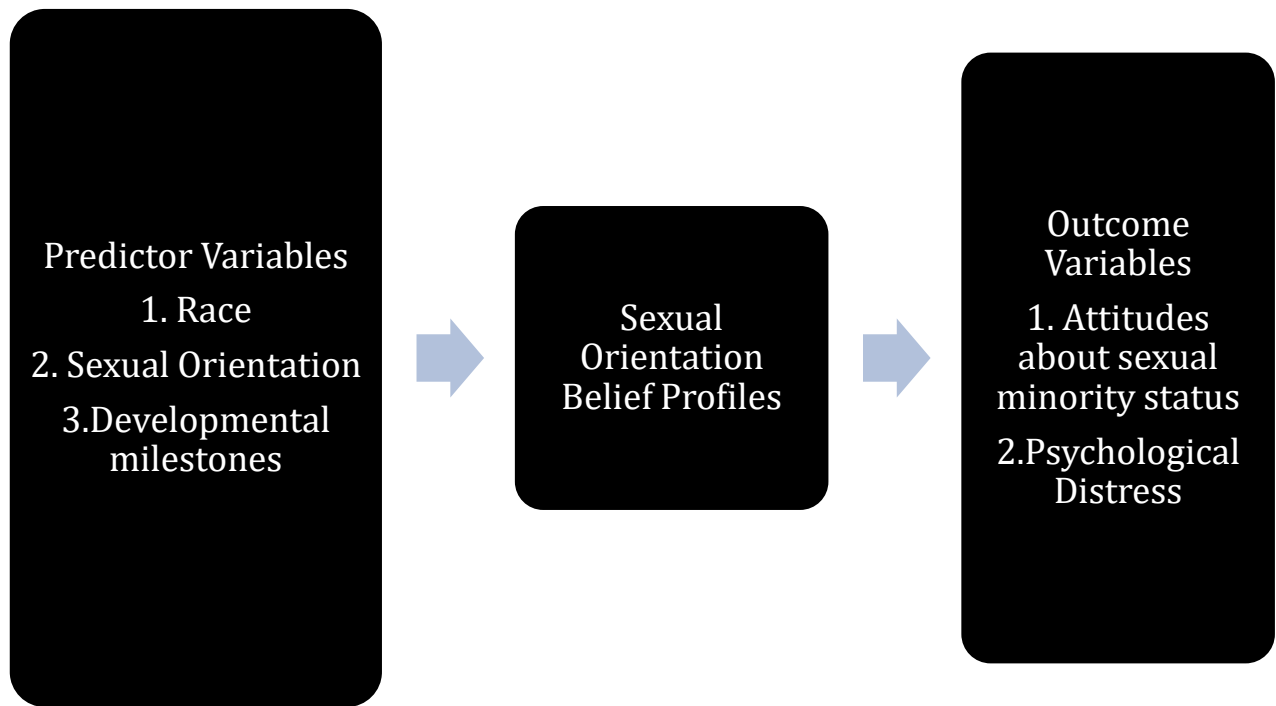 Predictor Variables
1. Race
2. Sexual Orientation
3.Developmental
milestones
Sexual
Orientation
Belief Profiles
Outcome
Variables
1. Attitudes
about sexual
minority status
2.Psychological
Distress